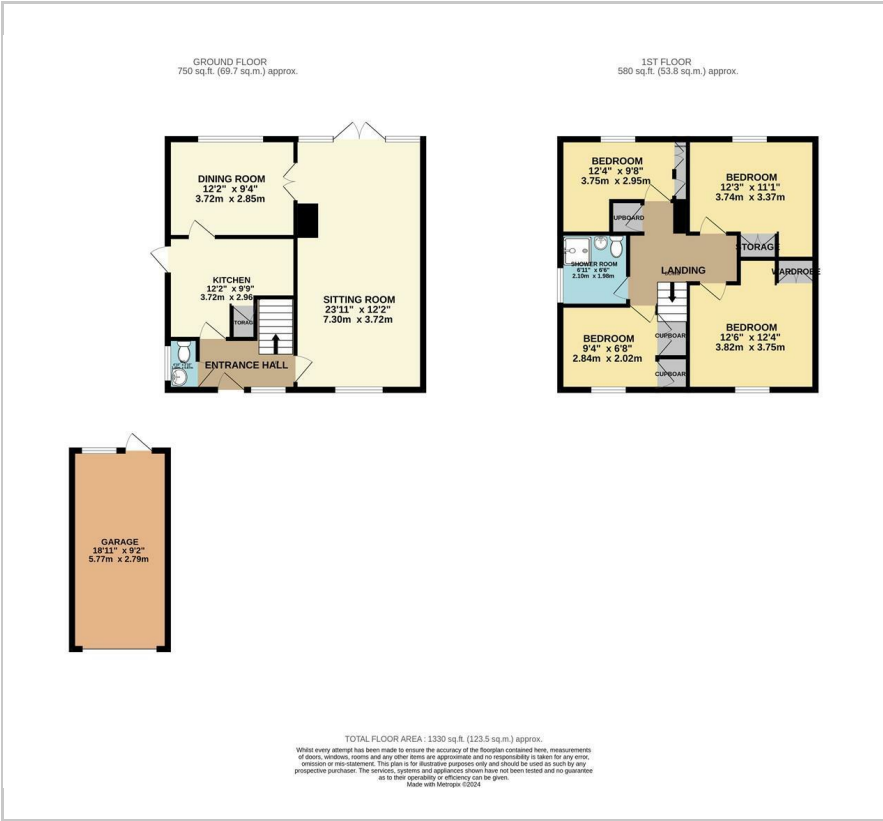 GROUND FLOOR
750 sq.ft. (69.7 sq.m.) approx.
1ST FLOOR
580 sq.ft. (53.8 sq.m.) approx.
DINING ROOM
12'2" x 9'4"
3.72m x 2.85m
KITCHEN
12'2" x 9'9"
3.72m x 2.96
TORAG
SITTING ROOM
23'11" x 12'2"
7.30m x 3.72m
ENTRANCE HALL
BEDROOM
12'4" x 9'8"
3.75m x 2.95m
UPBOARD
BEDROOM
12'3" x 11'1"
3.74m x 3.37m
STORAGE
WARDROBE
SHOWER ROOM
6'11" x 6'6"
2.10m x 1.98m
LANDING
BEDROOM
9'4" x 6'8"
2.84m x 2.02m
CUPBOAR
CUPBOAR
BEDROOM
12'6" x 12'4"
3.82m x 3.75m
GARAGE
18'11" x 9'2"
5.77m x 2.79m
TOTAL FLOOR AREA : 1330 sq.ft. (123.5 sq.m.) approx.
Whilst every attempt has been made to ensure the accuracy of the floorplan contained here, measurements
of doors, windows, rooms and any other items are approximate and no responsibility is taken for any error,
omission or mis-statement. This plan is for illustrative purposes only and should be used as such by any
prospective purchaser. The services, systems and appliances shown have not been tested and no guarantee
as to their operability or efficiency can be given.
Made with Metropix ©2024